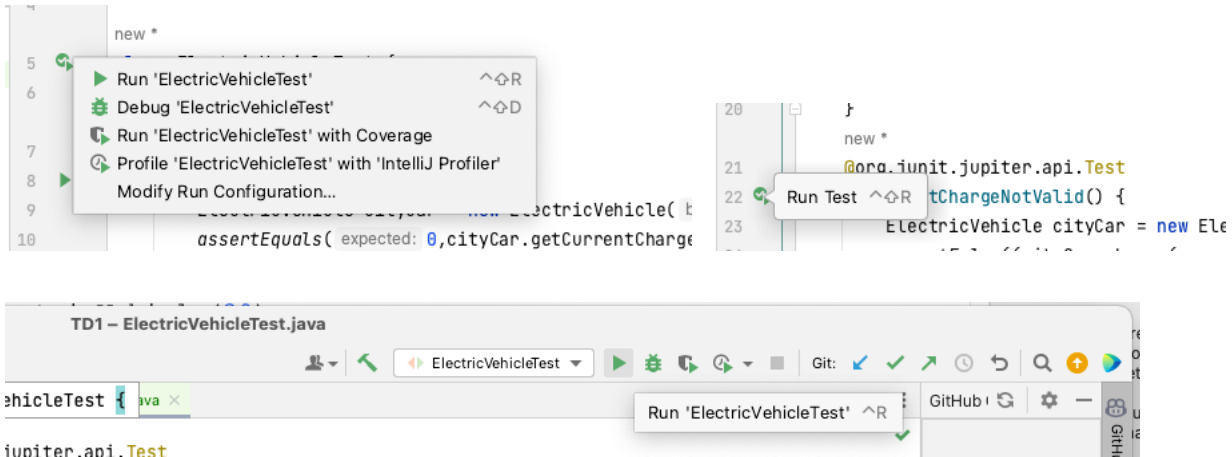 new *
5
Run 'ElectricVehicleTest' ^⇧R
6
Debug 'ElectricVehicleTest' ^⇧D
Run 'ElectricVehicleTest' with Coverage
7
Profile 'ElectricVehicleTest' with 'IntelliJ Profiler'
8
Modify Run Configuration...
9
ElectricVehicle(
10 assertEquals( expected: 0,cityCar.getCurrentCharge
20 }
new *
21 @org.junit.jupiter.api.Test
22 Run Test ^⇧R tChargeNotValid() {
23 ElectricVehicle cityCar = new Ele
TD1 – ElectricVehicleTest.java
ElectricVehicleTest Git:
ehicleTest { ava × GitHub
Run 'ElectricVehicleTest' ^R
jupiter.api.Test
GitH